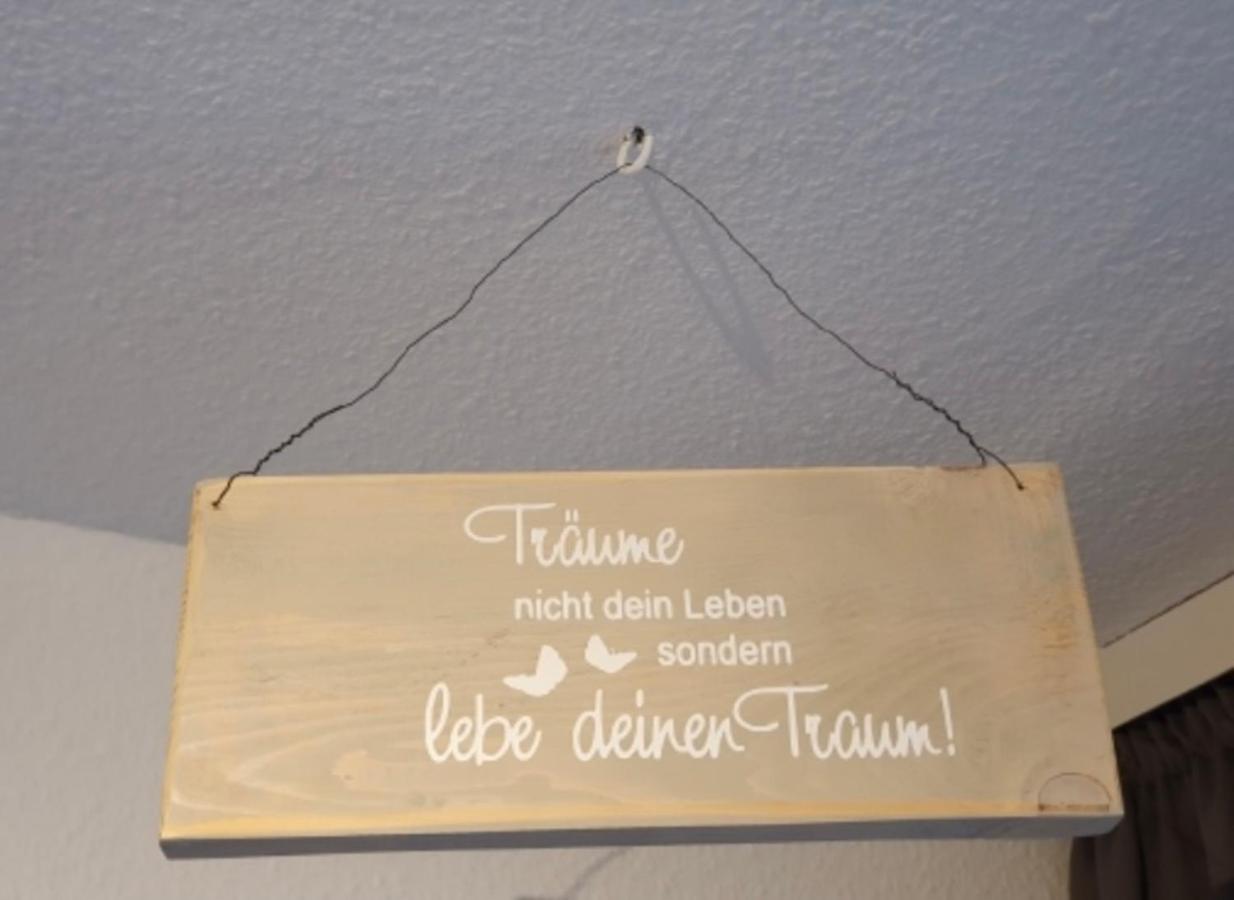 Träume
nicht dein Leben
sondern
lebe deinen Traum!